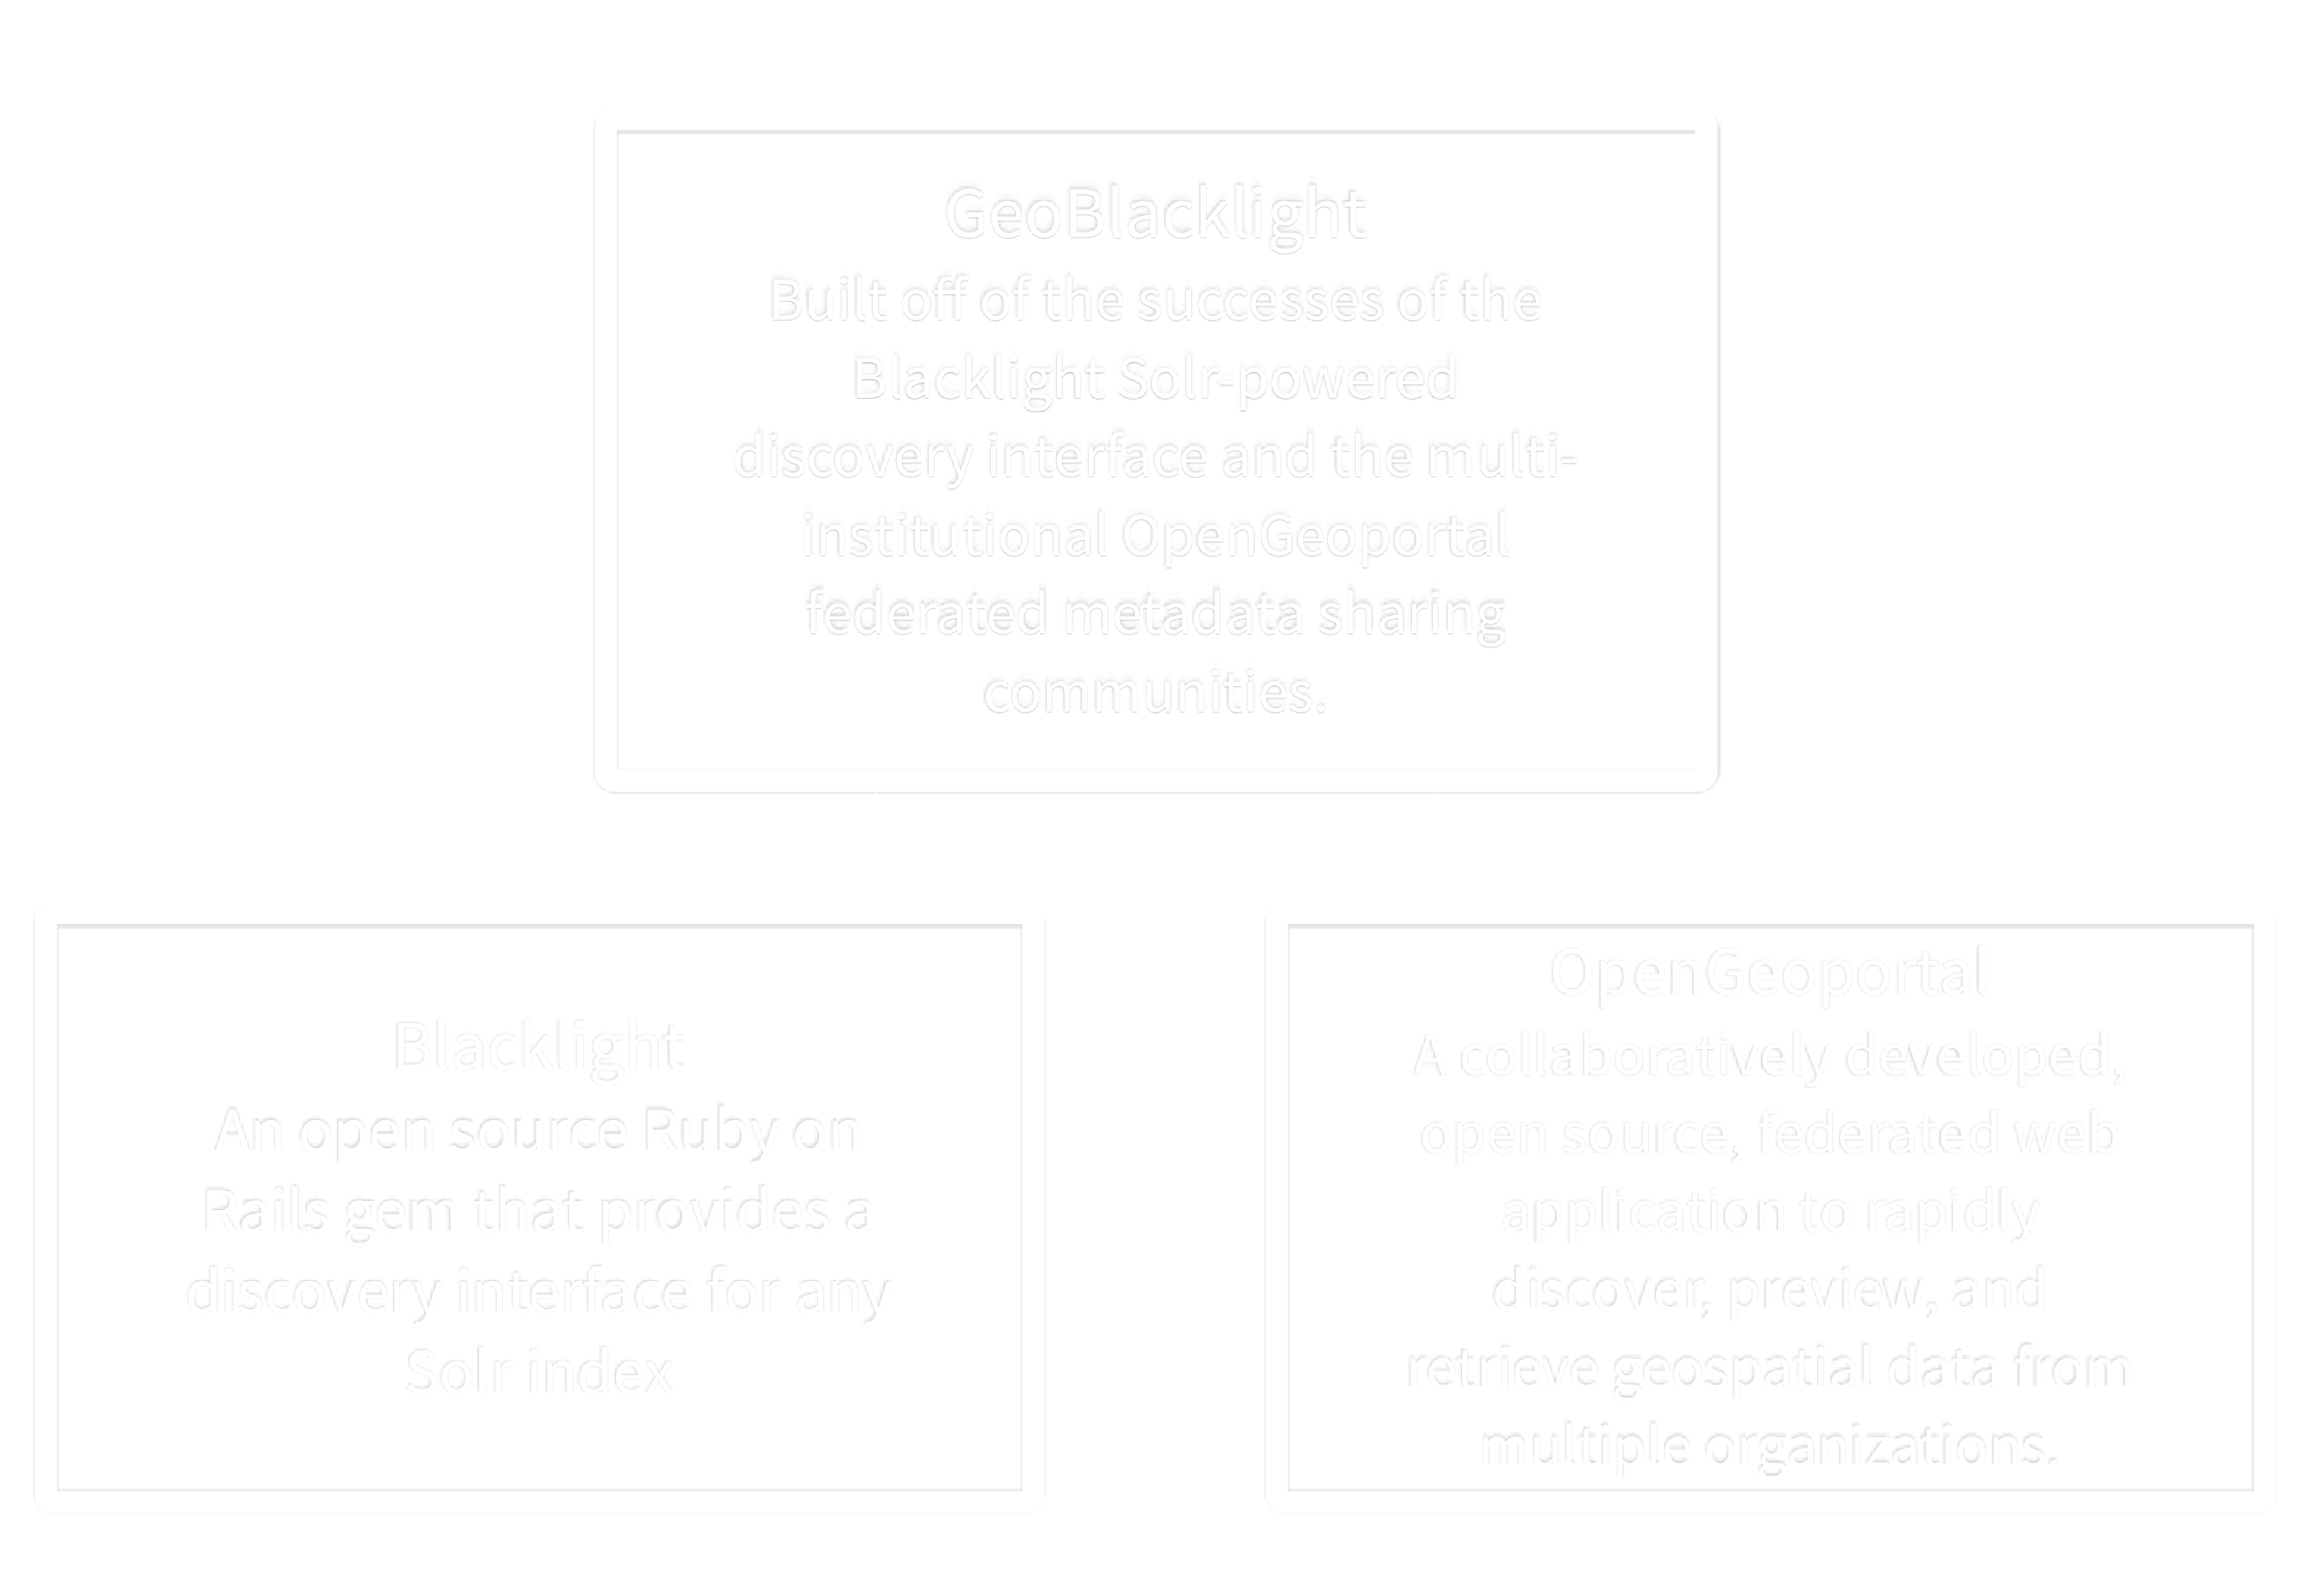 GeoBlacklight
Built off of the successes of the
Blacklight Solr-powered
discovery interface and the multi-
institutional OpenGeoportal
federated metadata sharing
communities.
Blacklight
An open source Ruby on
Rails gem that provides a
discovery interface for any
Solr index
OpenGeoportal
A collaboratively developed,
open source, federated web
application to rapidly
discover, preview, and
retrieve geospatial data from
multiple organizations.